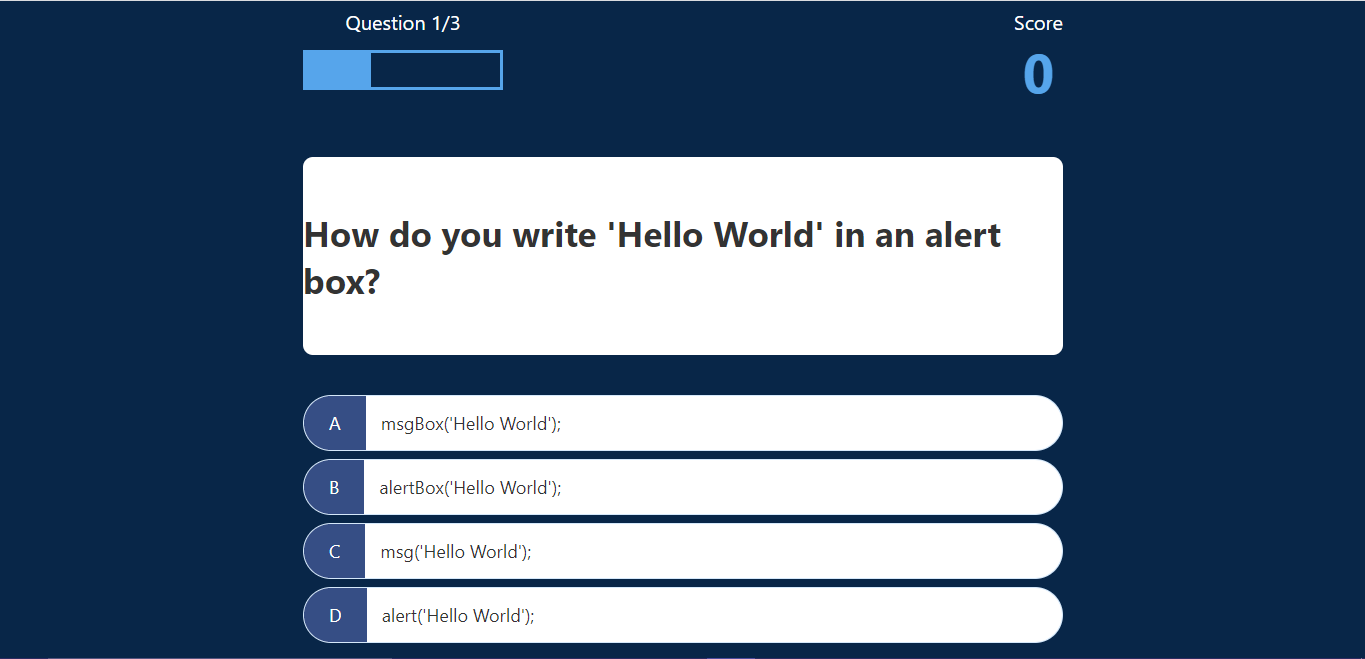 Question 1/3
Score
0
How do you write 'Hello World' in an alert
box?
A msgBox('Hello World');
B alertBox('Hello World');
C msg('Hello World');
D alert('Hello World');